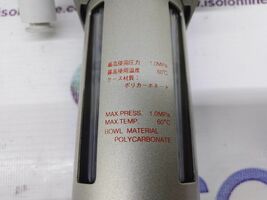 最高使用圧力 : 1.0MPa
最高使用温度 : 60℃
ケース材質 :
ポリカーボネート
MAX.PRESS. 1.0MPa
MAX.TEMP. 60℃
BOWL MATERIAL
POLYCARBONATE